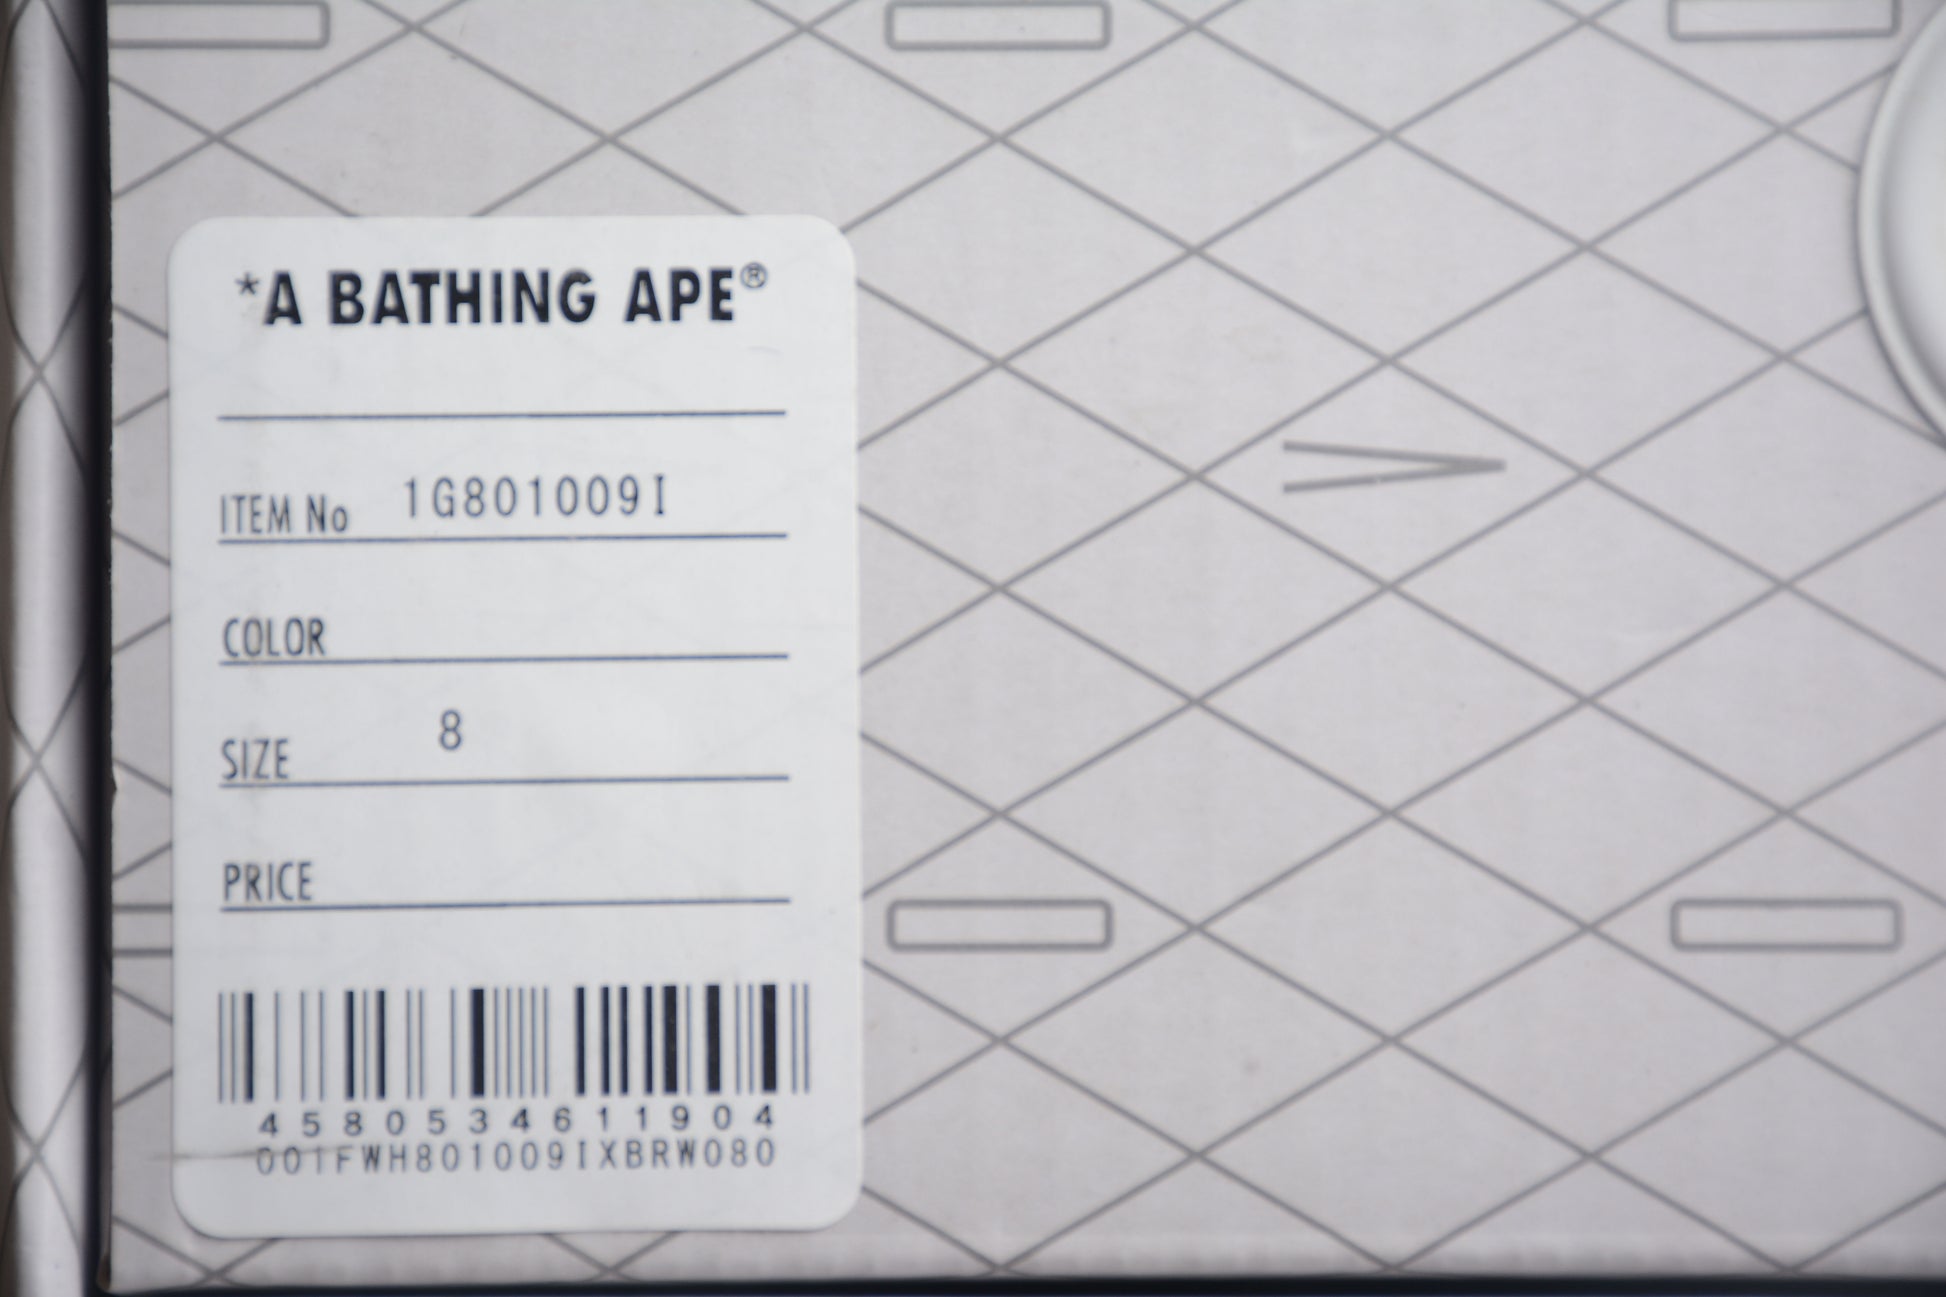 *A BATHING APE®
ITEM No 1G801009I
COLOR
SIZE 8
PRICE
4580534611904
001FWH801009IXBRW080